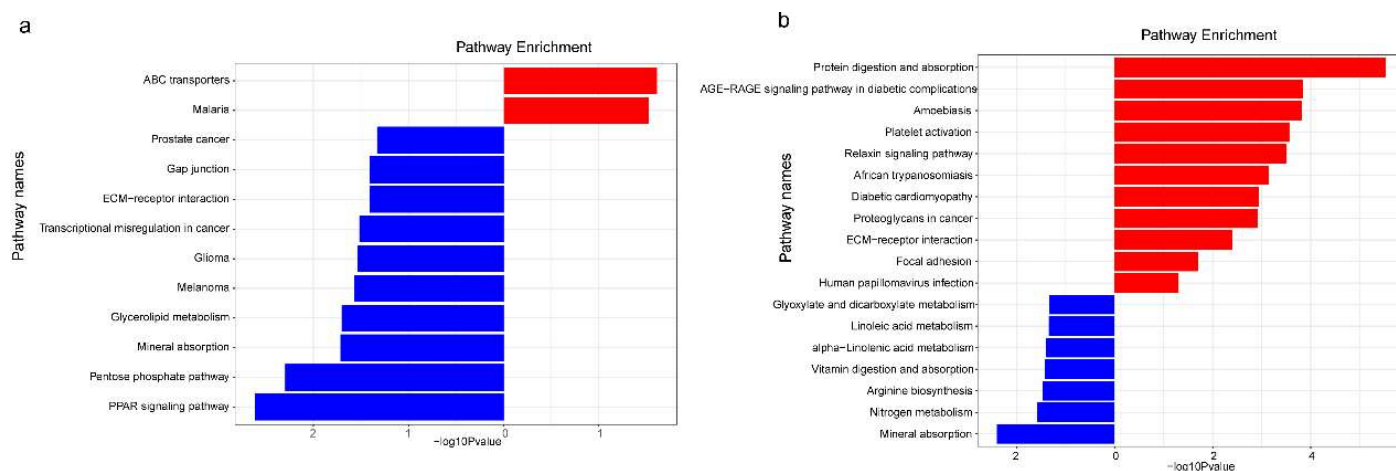 a
Pathway Enrichment
Pathway names
ABC transporters
Malaria
Prostate cancer
Gap junction
ECM−receptor interaction
Transcriptional misregulation in cancer
Glioma
Melanoma
Glycerolipid metabolism
Mineral absorption
Pentose phosphate pathway
PPAR signaling pathway
2 1 0 1
−log10Pvalue
b
Pathway Enrichment
Pathway names
Protein digestion and absorption
AGE−RAGE signaling pathway in diabetic complications
Amoebiasis
Platelet activation
Relaxin signaling pathway
African trypanosomiasis
Diabetic cardiomyopathy
Proteoglycans in cancer
ECM−receptor interaction
Focal adhesion
Human papillomavirus infection
Glyoxylate and dicarboxylate metabolism
Linoleic acid metabolism
alpha−Linolenic acid metabolism
Vitamin digestion and absorption
Arginine biosynthesis
Nitrogen metabolism
Mineral absorption
2 0 2 4
−log10Pvalue